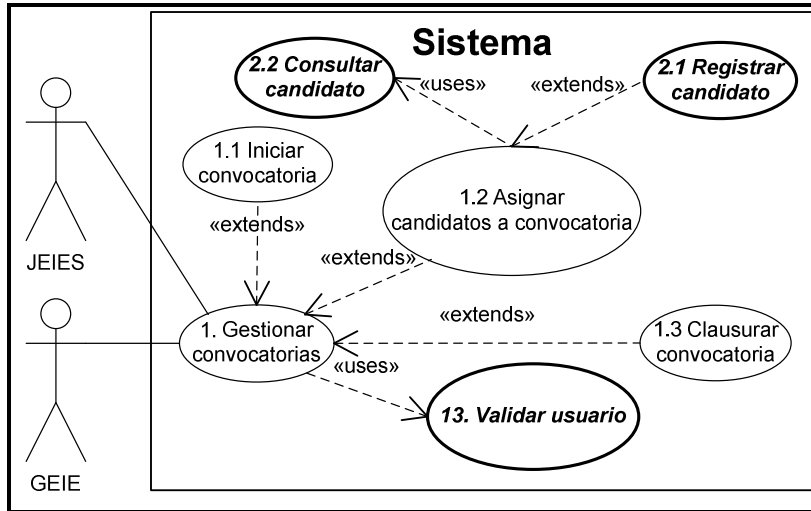 Sistema
2.2 Consultar
candidato
«uses»
«extends»
2.1 Registrar
candidato
1.1 Iniciar
convocatoria
1.2 Asignar
candidatos a convocatoria
«extends»
«extends»
JEIES
1. Gestionar
convocatorias
«extends»
1.3 Clausurar
convocatoria
«uses»
13. Validar usuario
GEIE